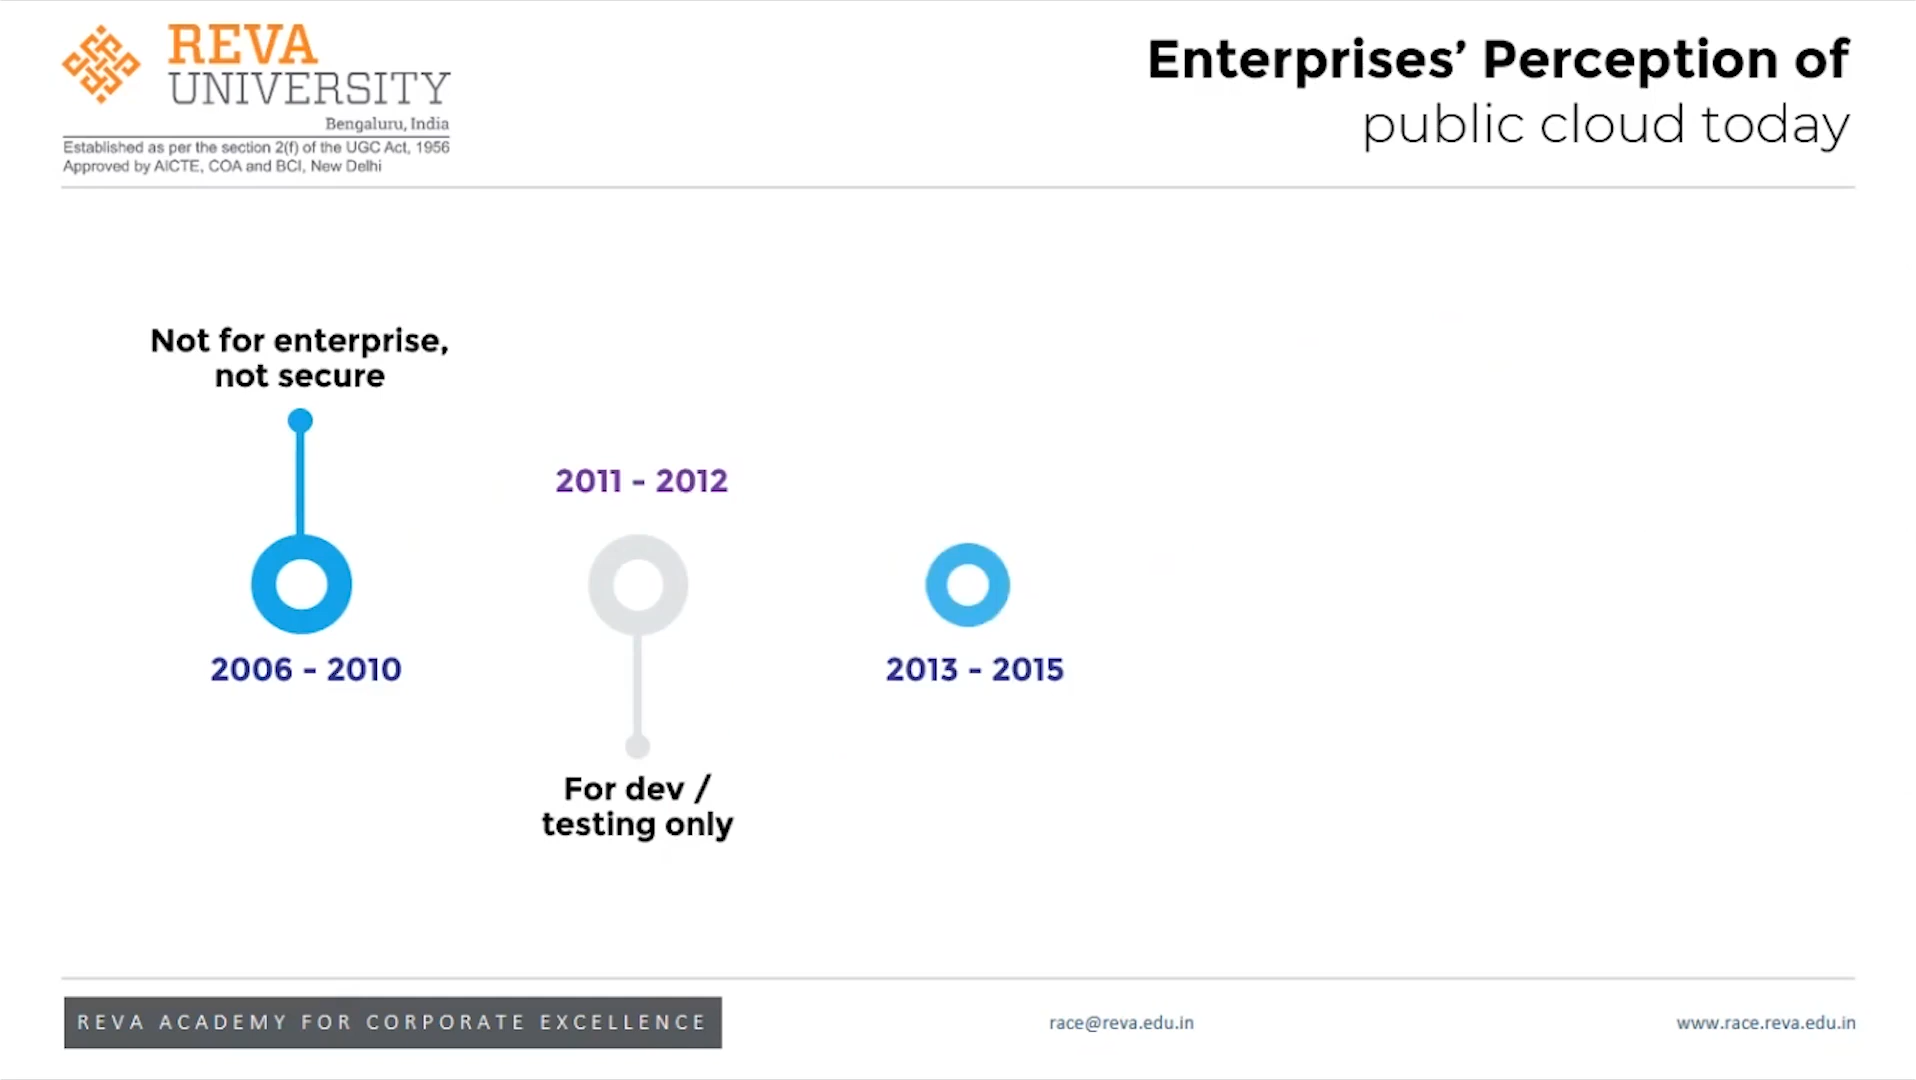 REVA
UNIVERSITY
Bengaluru, India
Established as per the section 2(f) of the UGC Act, 1956
Approved by AICTE, COA and BCI, New Delhi
Enterprises’ Perception of
public cloud today
Not for enterprise,
not secure
2006 - 2010
2011 - 2012
For dev /
testing only
2013 - 2015
REVA ACADEMY FOR CORPORATE EXCELLENCE
race@reva.edu.in
www.race.reva.edu.in